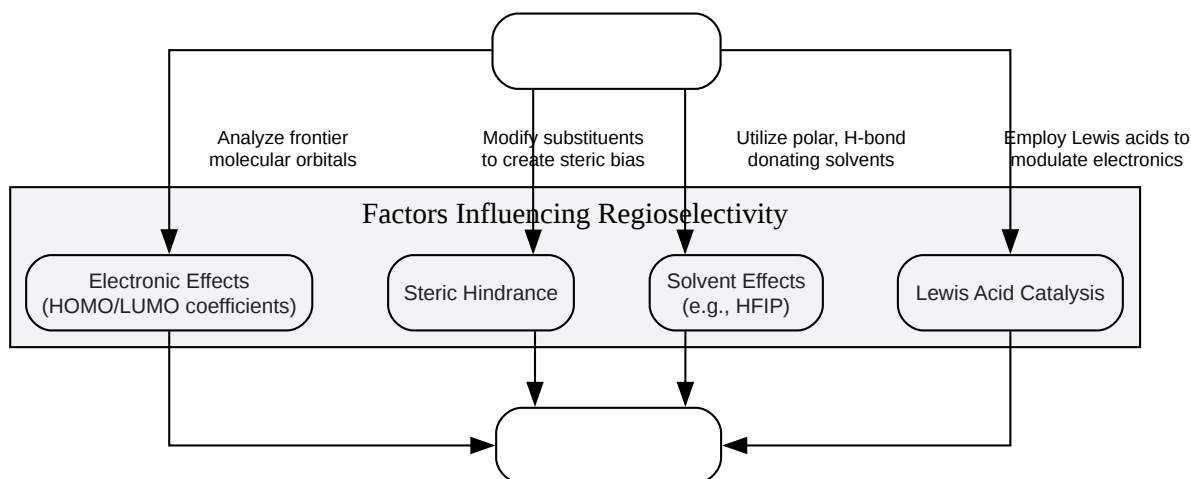 Analyze frontier
molecular orbitals
Modify substituents
to create steric bias
Utilize polar, H-bond
donating solvents
Employ Lewis acids to
modulate electronics
Factors Influencing Regioselectivity
Electronic Effects
(HOMO/LUMO coefficients)
Steric Hindrance
Solvent Effects
(e.g., HFIP)
Lewis Acid Catalysis